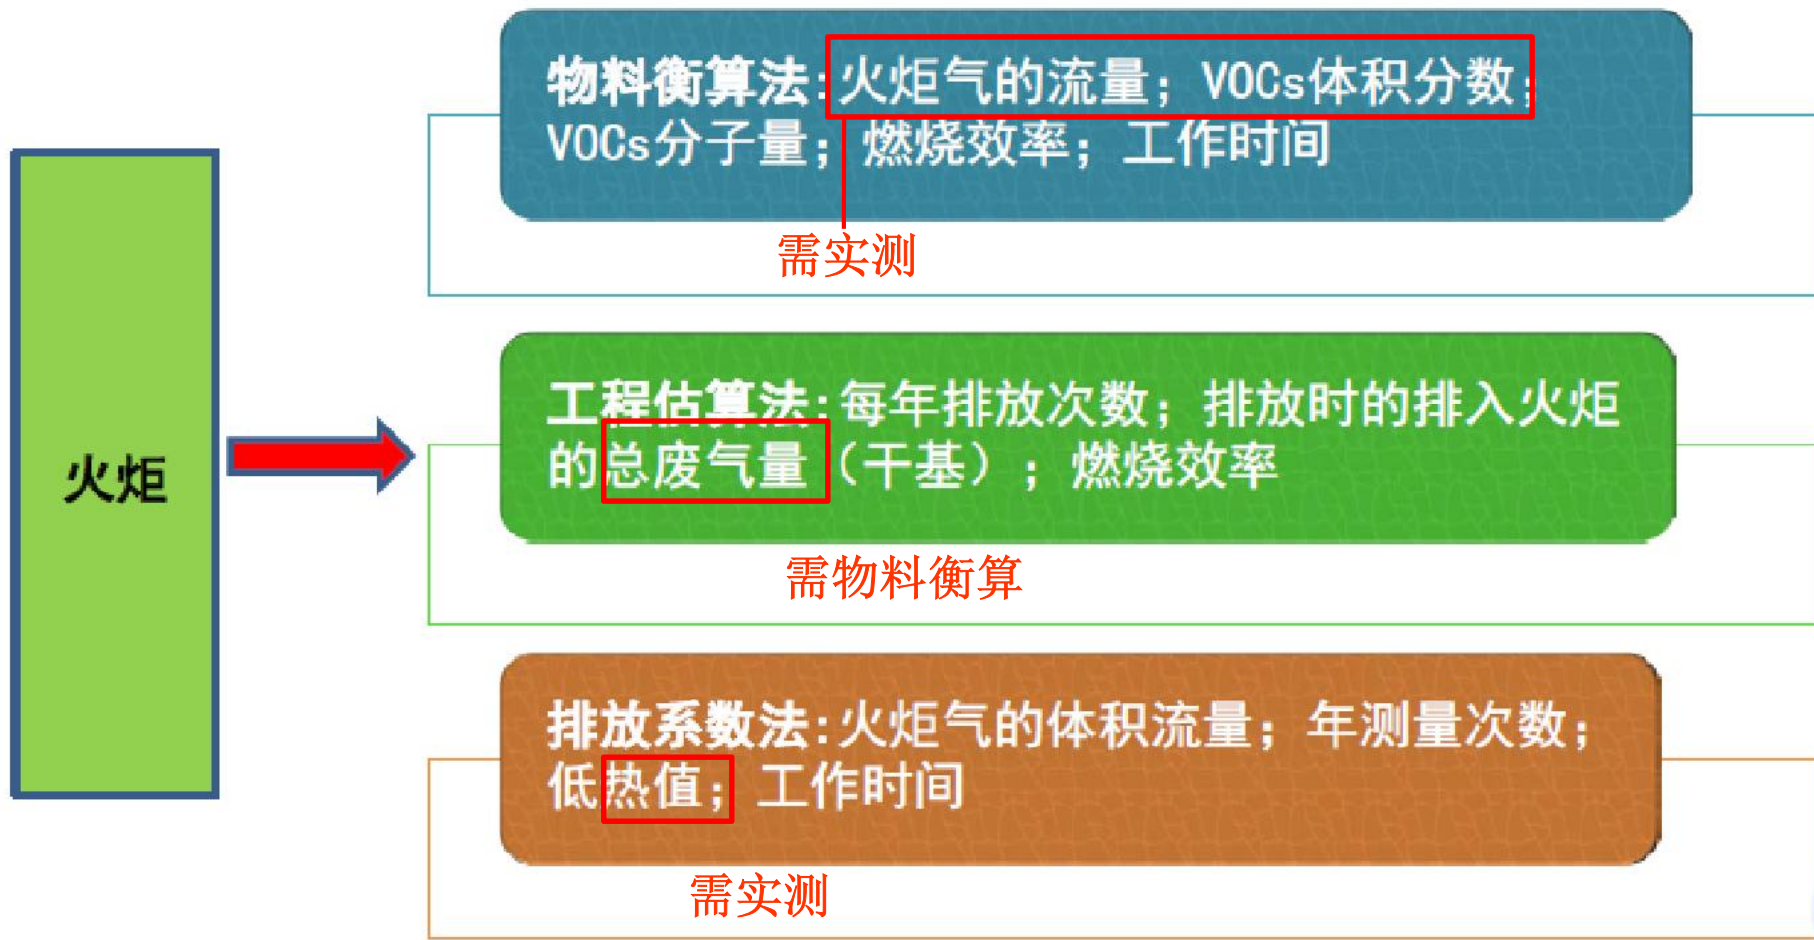 火炬
物料衡算法:火炬气的流量；VOCs体积分数；
VOCs分子量；燃烧效率；工作时间
需实测
工程估算法:每年排放次数；排放时的排入火炬
的总废气量（干基）；燃烧效率
需物料衡算
排放系数法:火炬气的体积流量；年测量次数；
低热值；工作时间
需实测